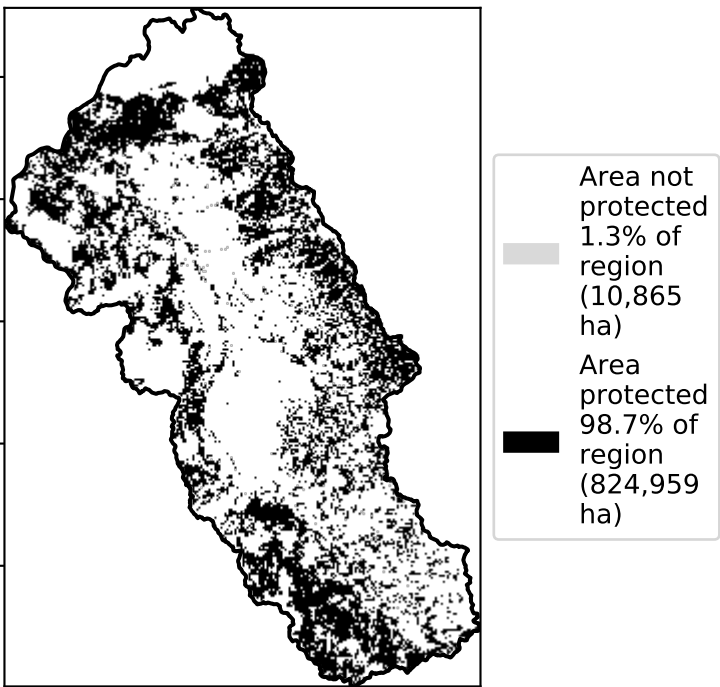 Area not
protected
1.3% of
region
(10,865
ha)
Area
protected
98.7% of
region
(824,959
ha)